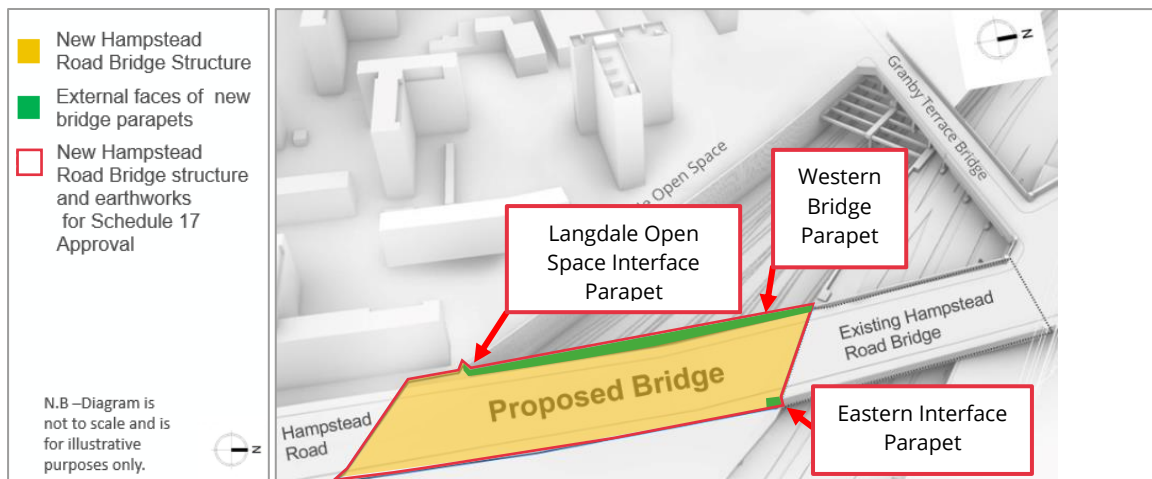 New Hampstead
Road Bridge Structure
External faces of new
bridge parapets
New Hampstead
Road Bridge structure
and earthworks
for Schedule 17
Approval
N.B –Diagram is
not to scale and is
for illustrative
purposes only.
N
N
Granby Terrace Bridge
Open Space
Western
Bridge
Parapet
Langdale Open
Space Interface
Parapet
Existing Hampstead
Road Bridge
Proposed Bridge
Hampstead
Road
Eastern Interface
Parapet